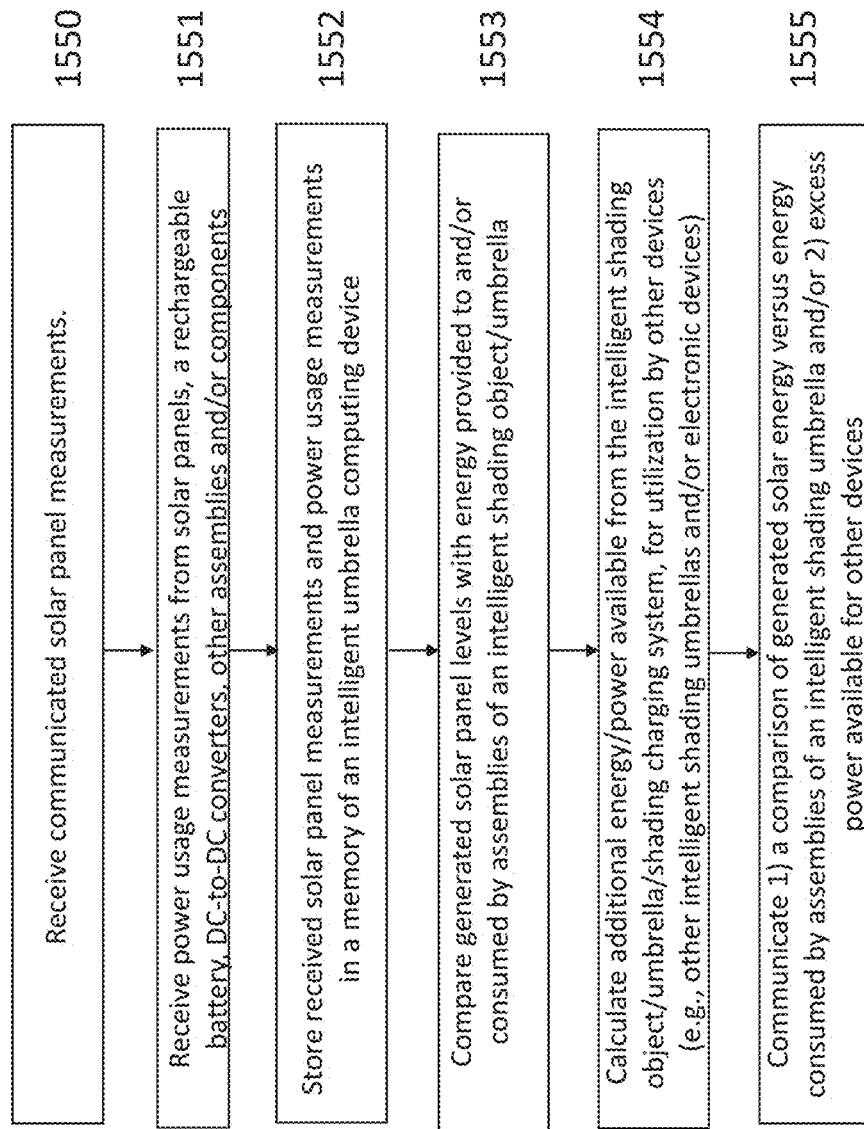 Receive communicated solar panel measurements.
1550
Receive power usage measurements from solar panels, a rechargeable
battery, DC-to-DC converters, other assemblies and/or components
1551
Store received solar panel measurements and power usage measurements
in a memory of an intelligent umbrella computing device
1552
Compare generated solar panel levels with energy provided to and/or
consumed by assemblies of an intelligent shading object/umbrella
1553
Calculate additional energy/power available from the intelligent shading
object/umbrella/shading charging system, for utilization by other devices
(e.g., other intelligent shading umbrellas and/or electronic devices)
1554
Communicate 1) a comparison of generated solar energy versus energy
consumed by assemblies of an intelligent shading umbrella and/or 2) excess
power available for other devices
1555